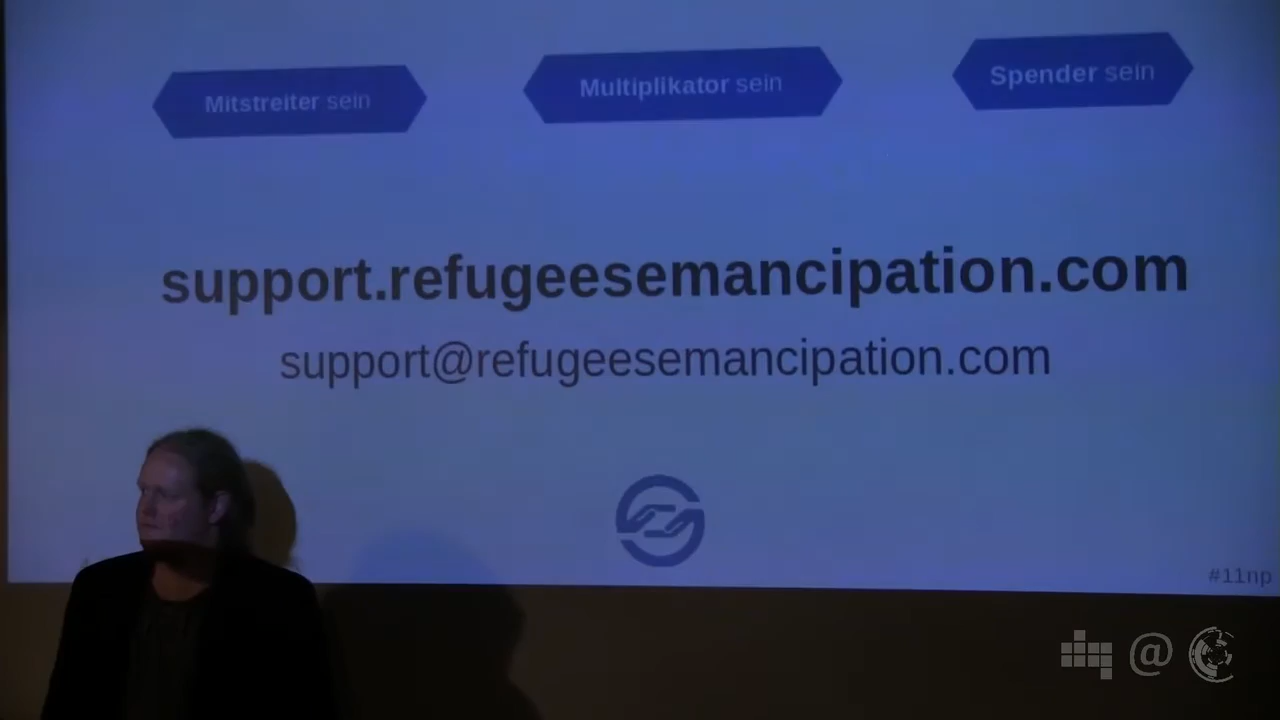 Mitstreiter sein
Multiplikator sein
Spender sein
support.refugeesemancipation.com
support@refugeesemancipation.com
#11np
@